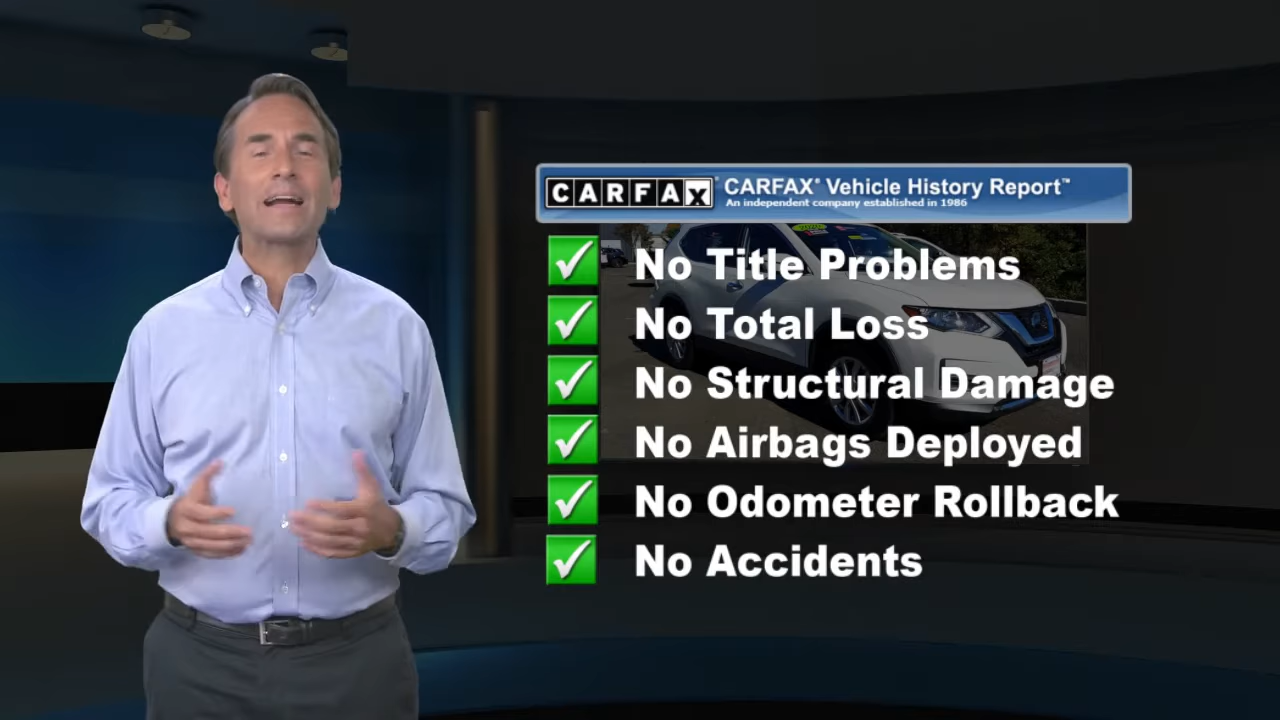 CARFAX® CARFAX® Vehicle History Report™
An independent company established in 1986
No Title Problems
No Total Loss
No Structural Damage
No Airbags Deployed
No Odometer Rollback
No Accidents